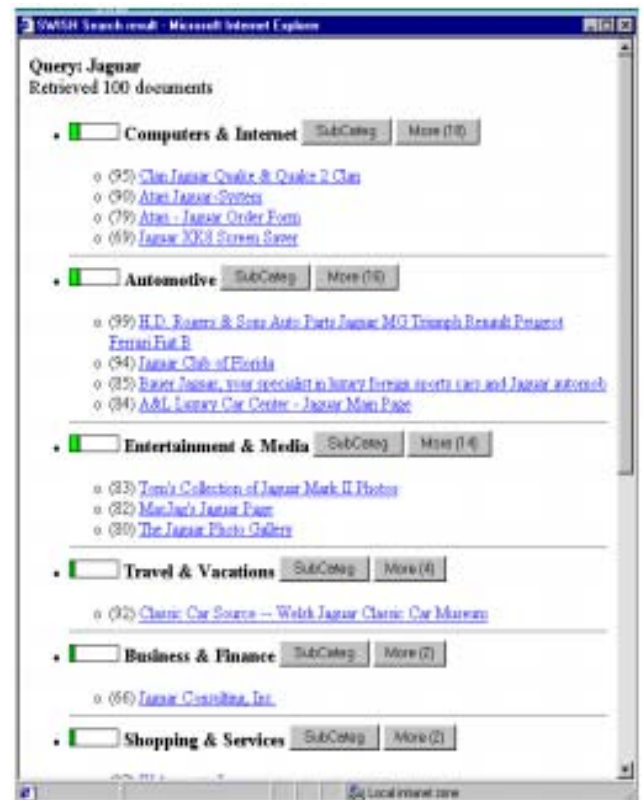 SWISH Search result - Microsoft Internet Explorer
Query: Jaguar
Retrieved 100 documents
Computers & Internet SubCateg More (18)
(95) Clan Jaguar Quake & Quake 2 Clan
(90) Atari Jaguar-System
(79) Atari - Jaguar Order Form
(69) Jaguar XK8 Screen Saver
Automotive SubCateg More (16)
(99) H.D. Rogers & Sons Auto Parts Jaguar MG Triumph Renault Peugeot
Ferrari Fiat B
(94) Jaguar Club of Florida
(85) Bauer Jaguar, your specialist in luxury foreign sports cars and Jaguar automob
(84) A&L Luxury Car Center - Jaguar Main Page
Entertainment & Media SubCateg More (14)
(83) Tom's Collection of Jaguar Mark II Photos
(82) MacJag's Jaguar Page
(80) The Jaguar Photo Gallery
Travel & Vacations SubCateg More (4)
(92) Classic Car Source -- Welsh Jaguar Classic Car Museum
Business & Finance SubCateg More (2)
(66) Jaguar Consulting, Inc.
Shopping & Services SubCateg More (2)
Local intranet zone